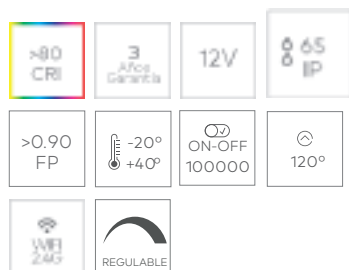 >80
CRI
3
Años
Garantía
12V
65
IP
>0.90
FP
-20º
+40º
ON-OFF
100000
120º
WIFI
2.4G
REGULABLE